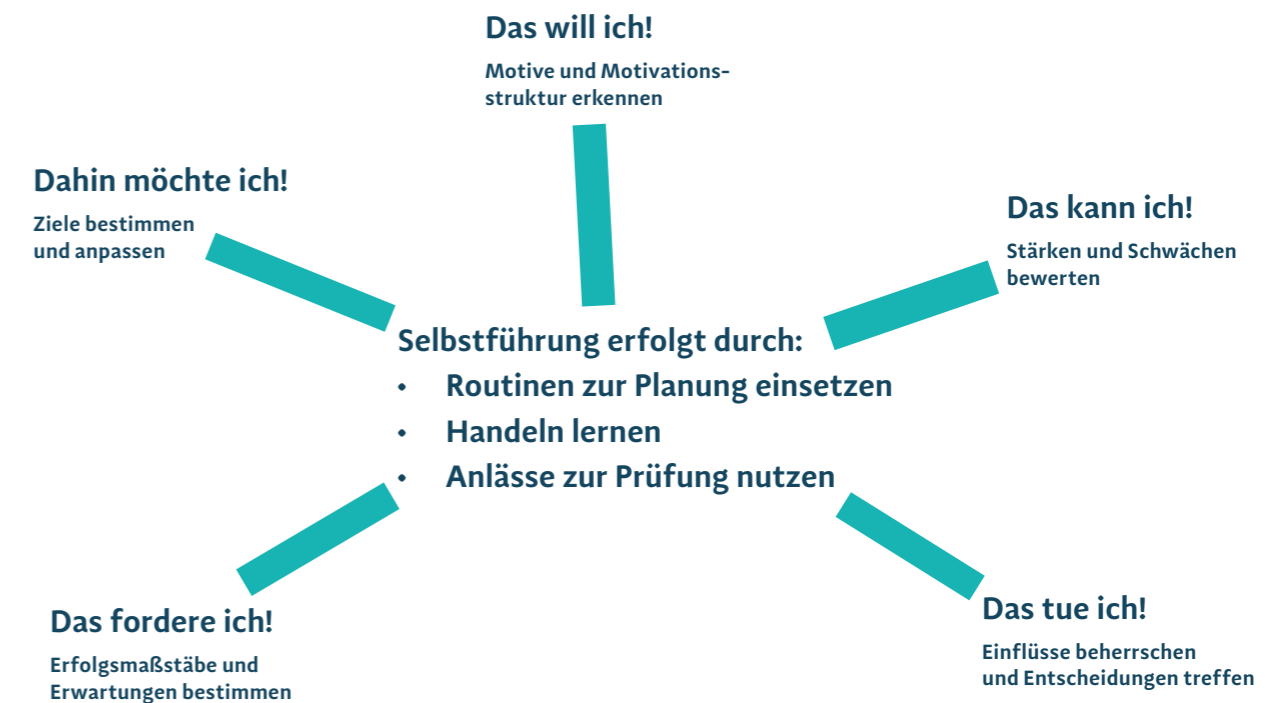 Das will ich!
Motive und Motivations-
struktur erkennen
Dahin möchte ich!
Ziele bestimmen
und anpassen
Das kann ich!
Stärken und Schwächen
bewerten
Selbstführung erfolgt durch:
• Routinen zur Planung einsetzen
• Handeln lernen
• Anlässe zur Prüfung nutzen
Das fordere ich!
Erfolgsmaßstäbe und
Erwartungen bestimmen
Das tue ich!
Einflüsse beherrschen
und Entscheidungen treffen